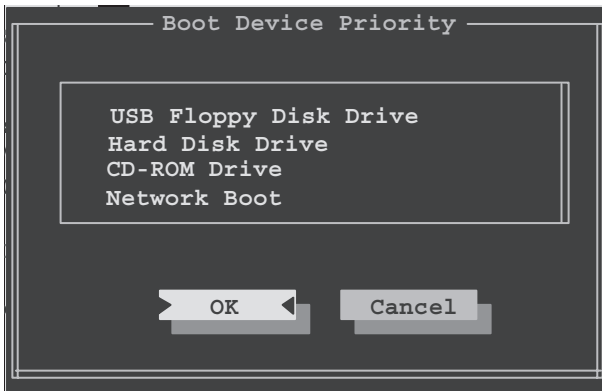 Boot Device Priority
USB Floppy Disk Drive
Hard Disk Drive
CD-ROM Drive
Network Boot
OK Cancel